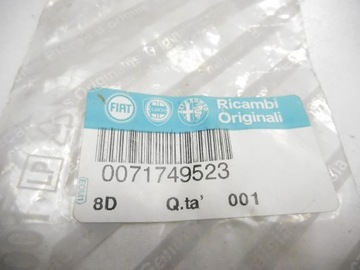 FIAT
Ricambi
Originali
0071749523
8D Q.ta' 001